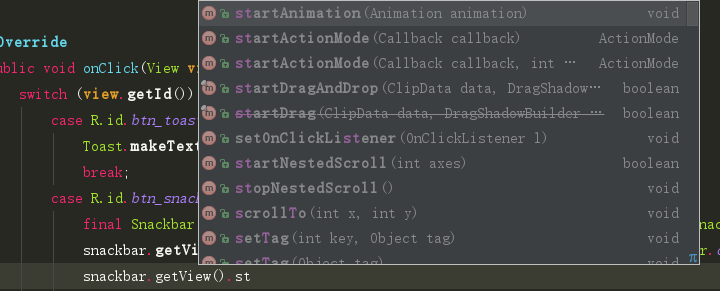 startAnimation(Animation animation) void
startActionMode(Callback callback) ActionMode
Override
startActionMode(Callback callback, int … ActionMode
public void onClick(View v
startDragAndDrop(ClipData data, DragShadow… boolean
switch (view.getId())
startDrag(ClipData data, DragShadowBuilder … boolean
case R.id.btn_toas
setOnClickListener(OnClickListener l) void
Toast.makeText
startNestedScroll(int axes) boolean
break;
stopNestedScroll() void
case R.id.btn_snack
scrollTo(int x, int y) void
final Snackbar
setTag(int key, Object tag) void
snackbar.getVi
setTag(Object tag) void
π
snackbar.getView().st